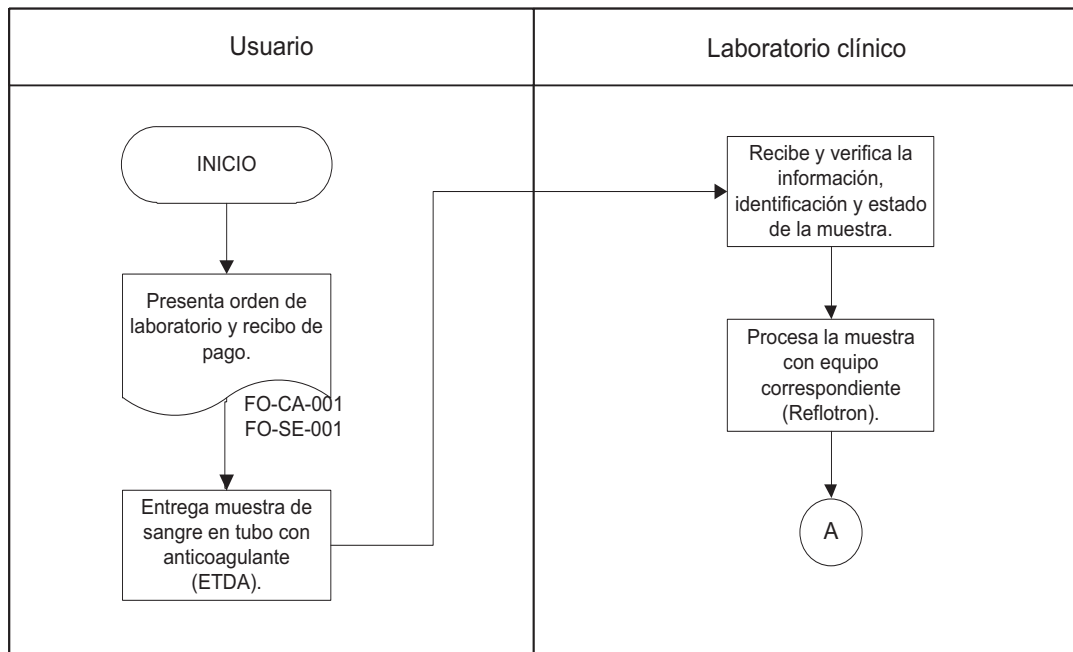 Usuario
Laboratorio clínico
INICIO
Presenta orden de
laboratorio y recibo de
pago.
FO-CA-001
FO-SE-001
Entrega muestra de
sangre en tubo con
anticoagulante
(ETDA).
Recibe y verifica la
información,
identificación y estado
de la muestra.
Procesa la muestra
con equipo
correspondiente
(Reflotron).
A